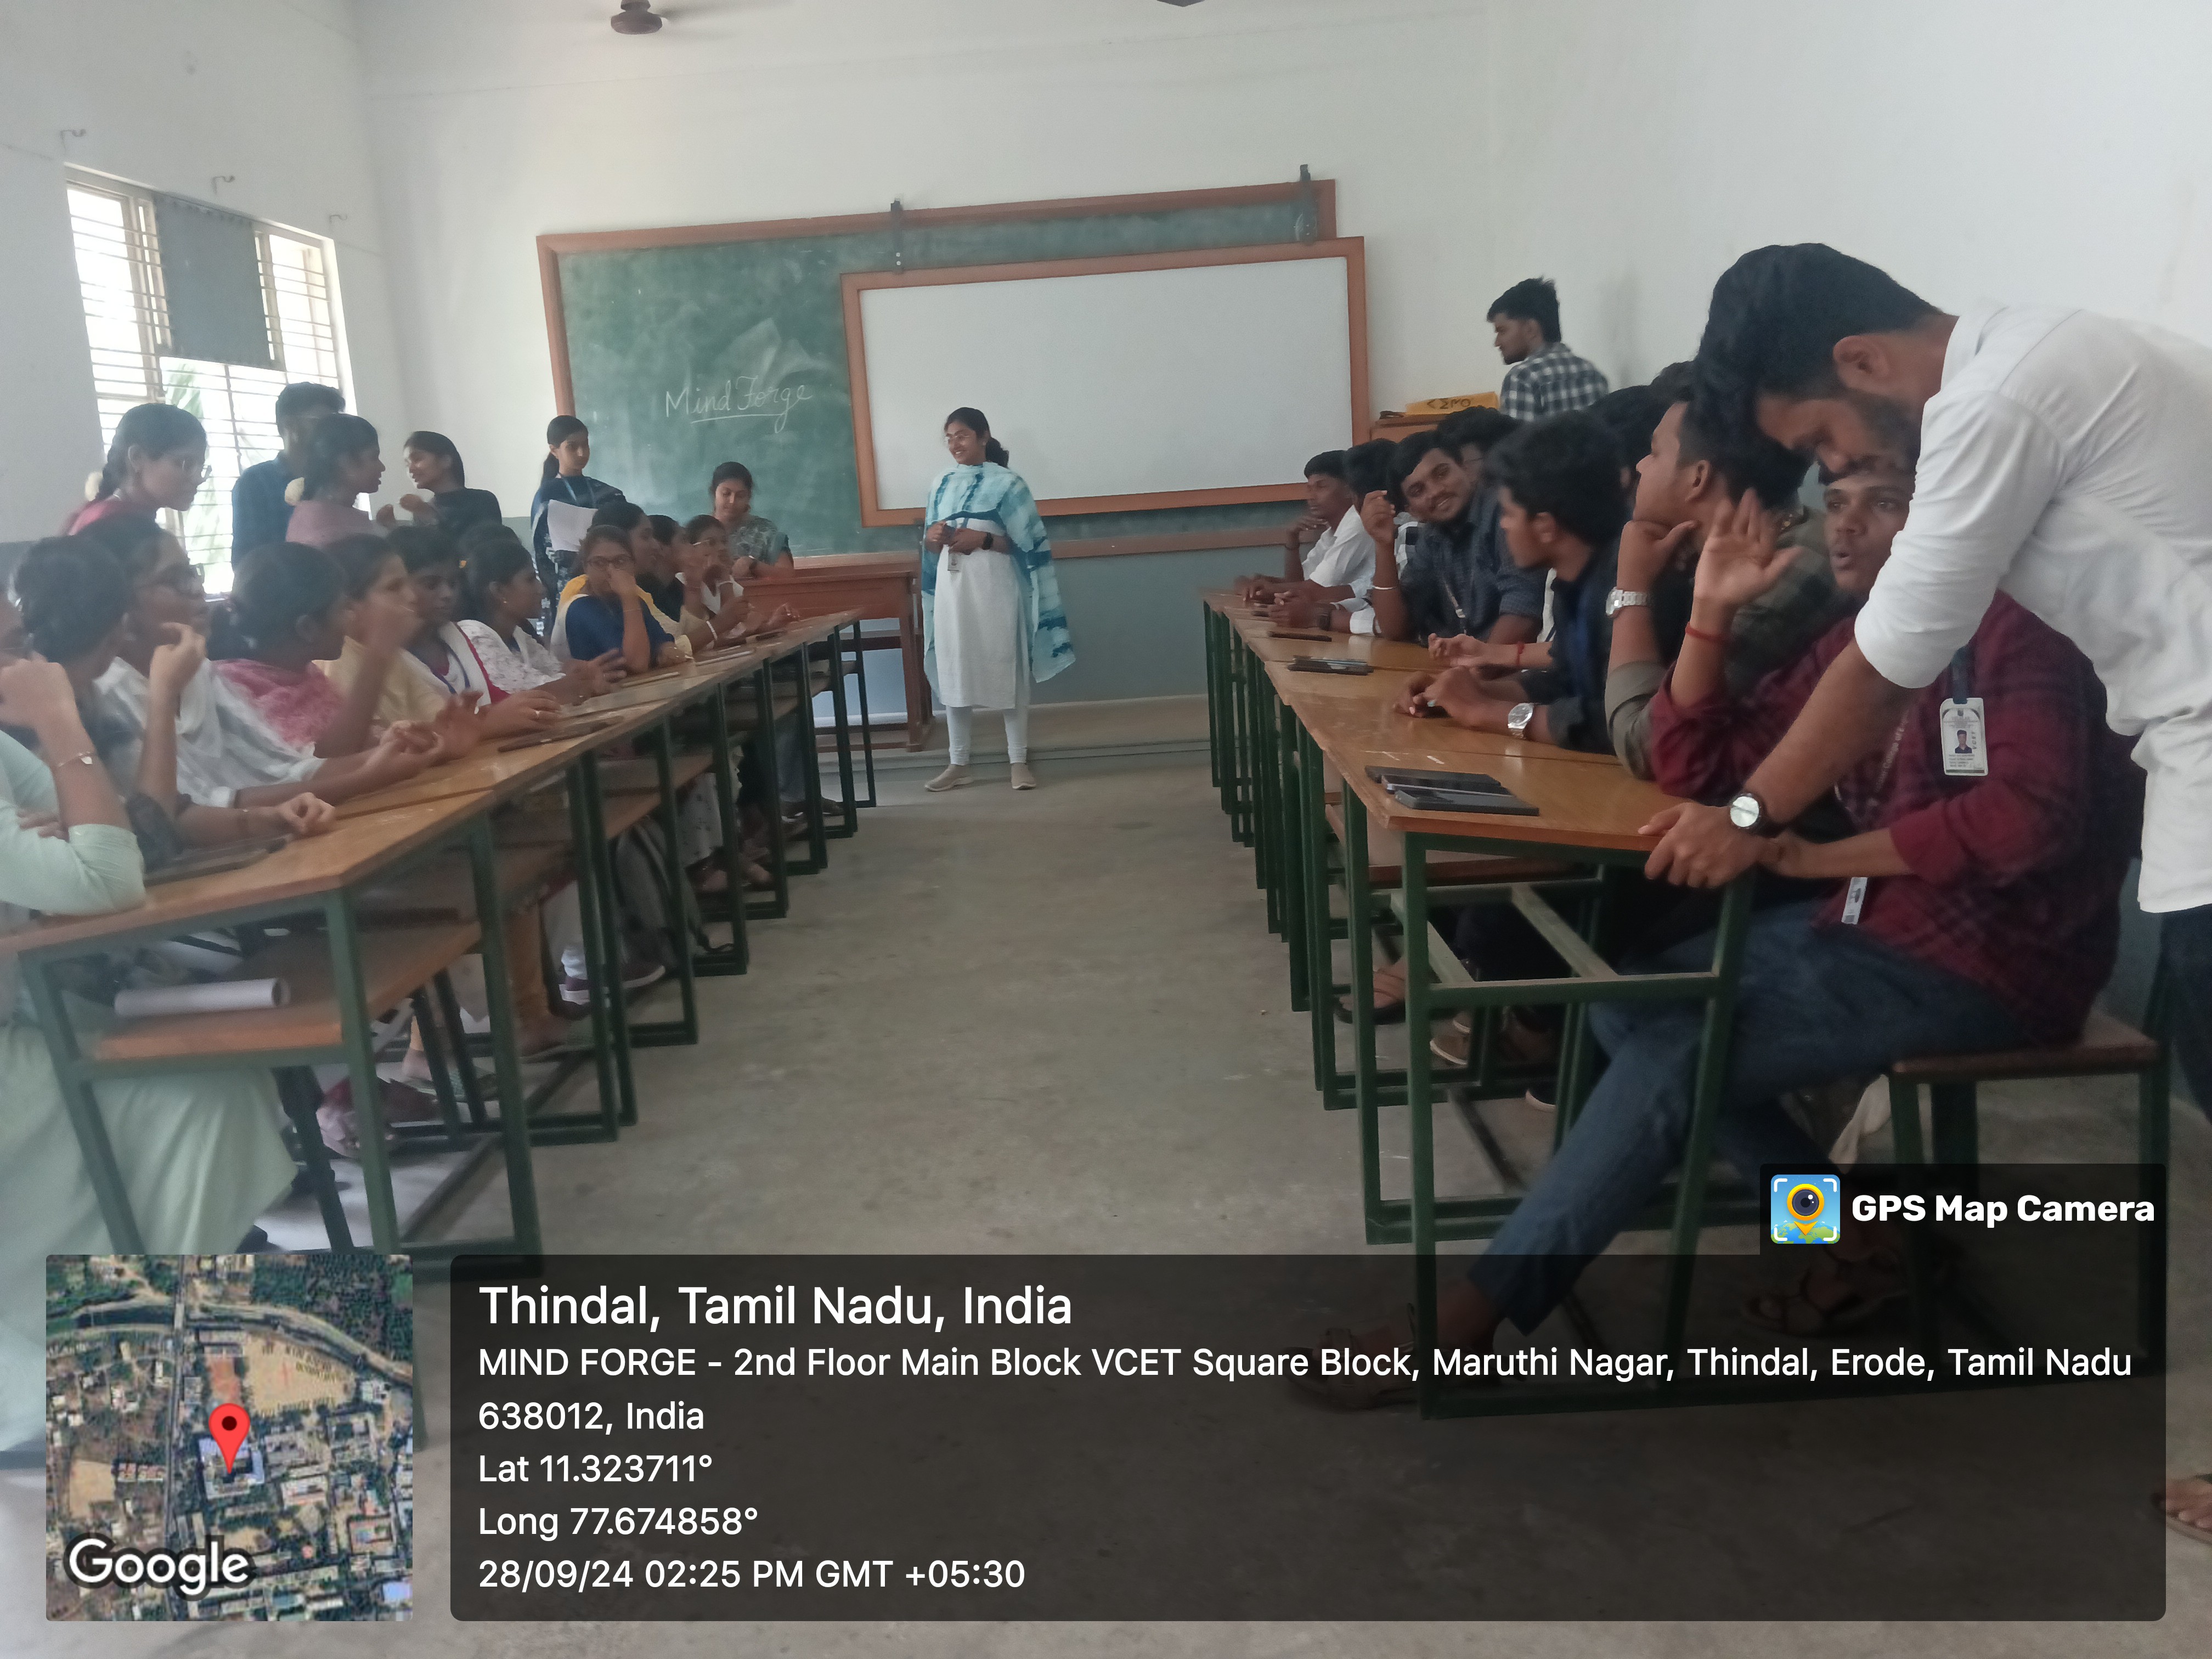 Mind Forge
GPS Map Camera
Thindal, Tamil Nadu, India
MIND FORGE - 2nd Floor Main Block VCET Square Block, Maruthi Nagar, Thindal, Erode, Tamil Nadu
638012, India
Lat 11.323711°
Long 77.674858°
28/09/24 02:25 PM GMT +05:30
Google